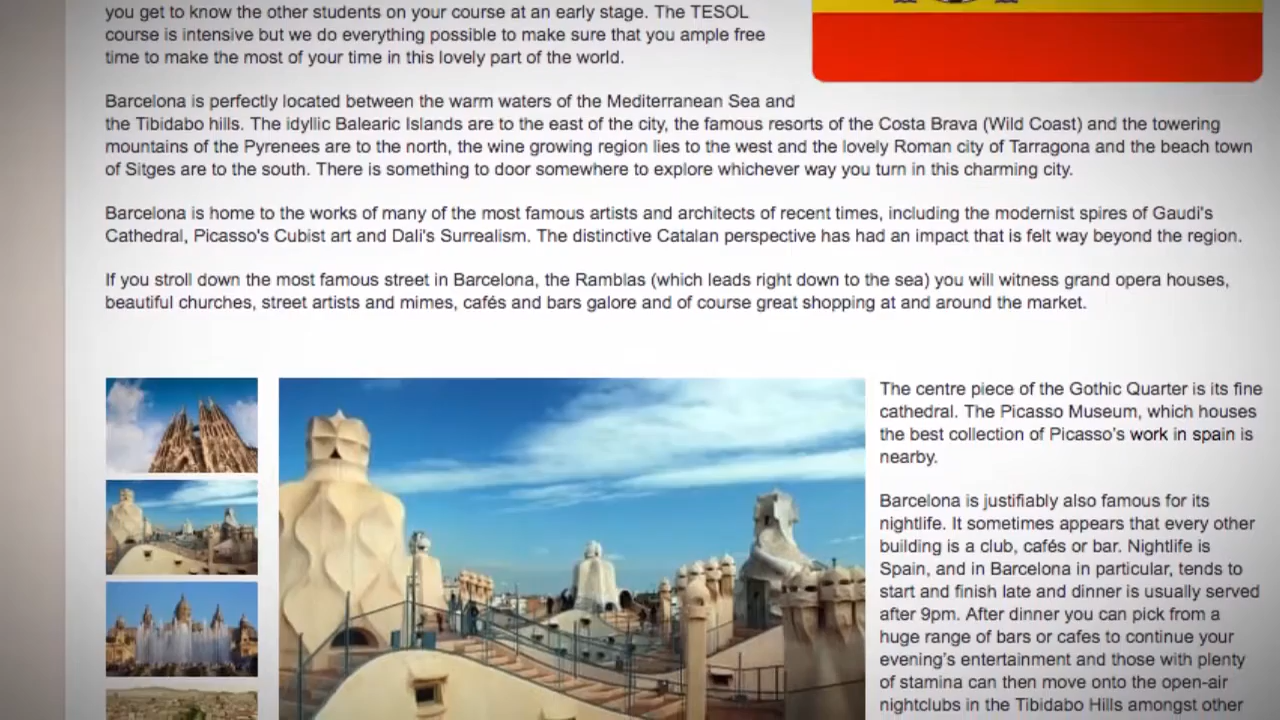 you get to know the other students on your course at an early stage. The TESOL
course is intensive but we do everything possible to make sure that you ample free
time to make the most of your time in this lovely part of the world.
Barcelona is perfectly located between the warm waters of the Mediterranean Sea and
the Tibidabo hills. The idyllic Balearic Islands are to the east of the city, the famous resorts of the Costa Brava (Wild Coast) and the towering
mountains of the Pyrenees are to the north, the wine growing region lies to the west and the lovely Roman city of Tarragona and the beach town
of Sitges are to the south. There is something to door somewhere to explore whichever way you turn in this charming city.
Barcelona is home to the works of many of the most famous artists and architects of recent times, including the modernist spires of Gaudi's
Cathedral, Picasso's Cubist art and Dali's Surrealism. The distinctive Catalan perspective has had an impact that is felt way beyond the region.
If you stroll down the most famous street in Barcelona, the Ramblas (which leads right down to the sea) you will witness grand opera houses,
beautiful churches, street artists and mimes, cafés and bars galore and of course great shopping at and around the market.
The centre piece of the Gothic Quarter is its fine
cathedral. The Picasso Museum, which houses
the best collection of Picasso's work in spain is
nearby.
Barcelona is justifiably also famous for its
nightlife. It sometimes appears that every other
building is a club, cafés or bar. Nightlife is
Spain, and in Barcelona in particular, tends to
start and finish late and dinner is usually served
after 9pm. After dinner you can pick from a
huge range of bars or cafes to continue your
evening's entertainment and those with plenty
of stamina can then move onto the open-air
nightclubs in the Tibidabo Hills amongst other